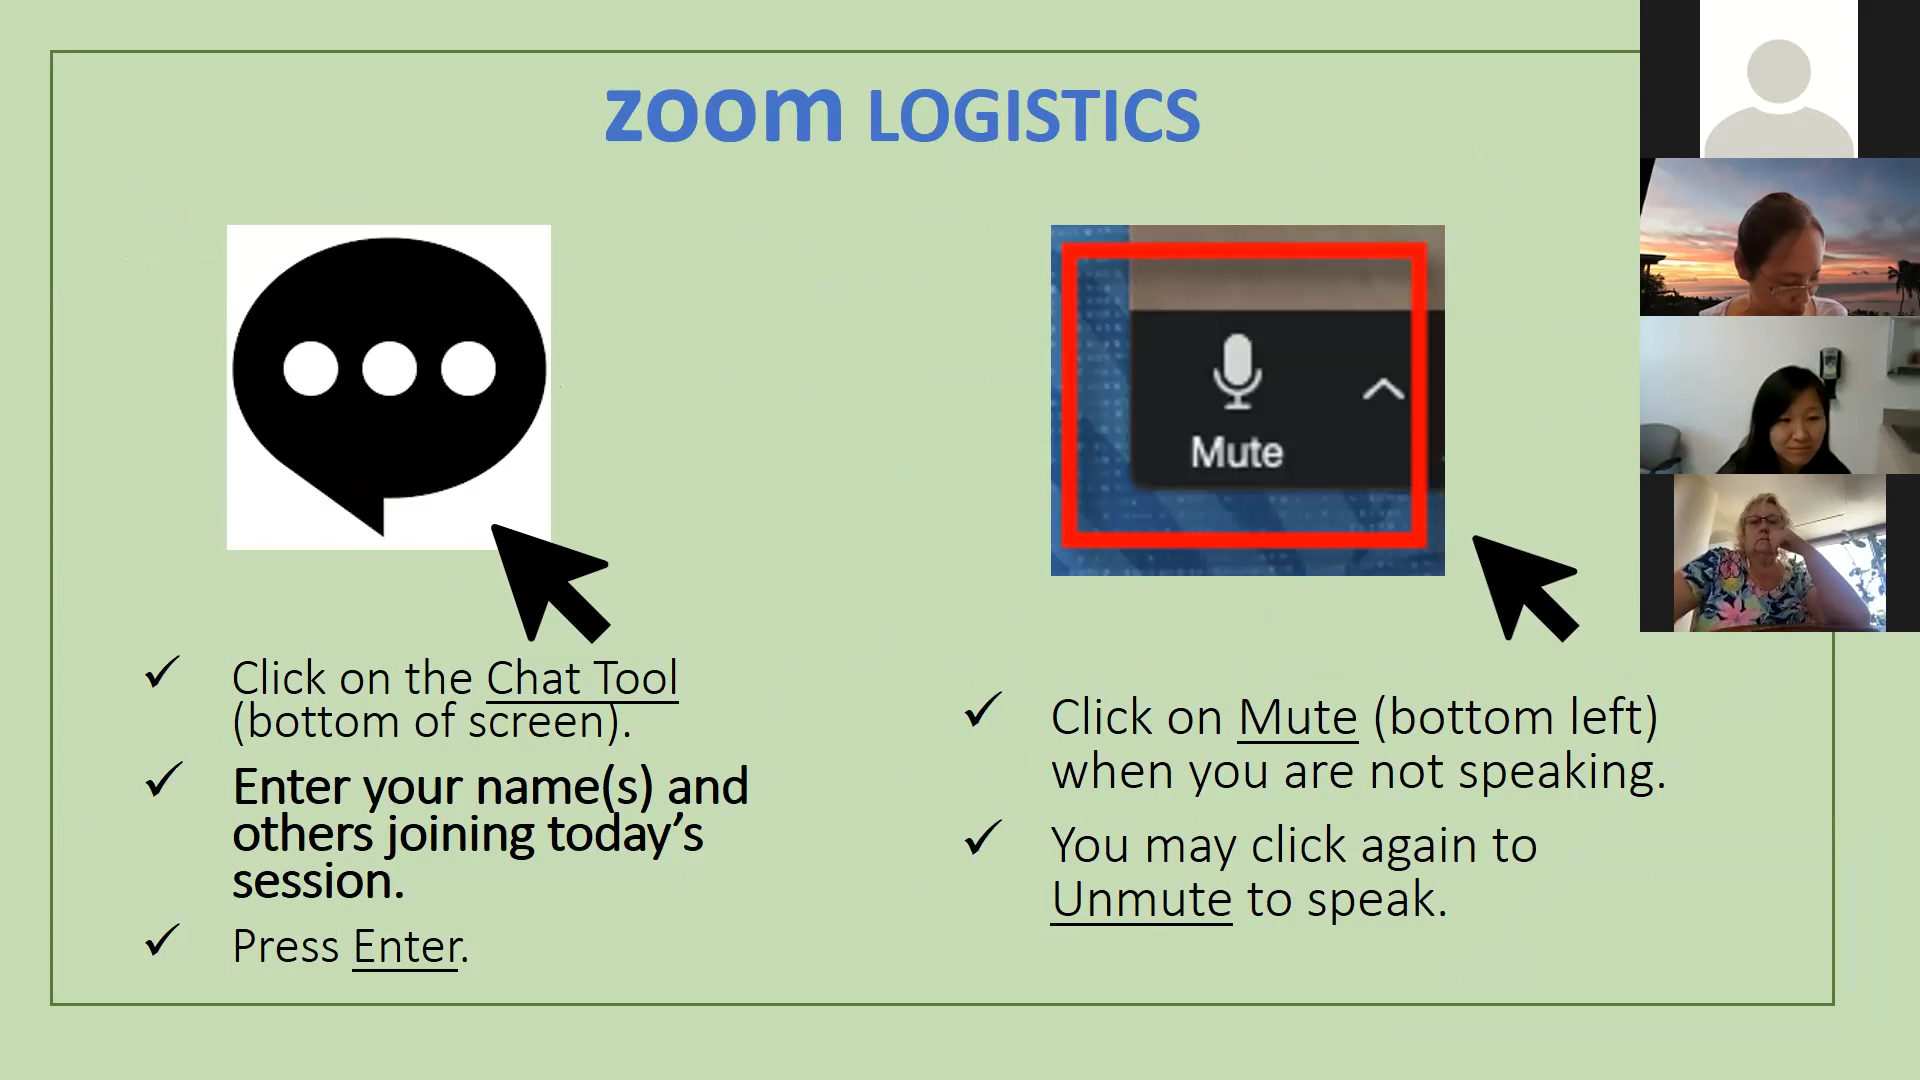 zoom LOGISTICS
Mute
Click on the Chat Tool
(bottom of screen).
Enter your name(s) and
others joining today’s
session.
Press Enter.
Click on Mute (bottom left)
when you are not speaking.
You may click again to
Unmute to speak.